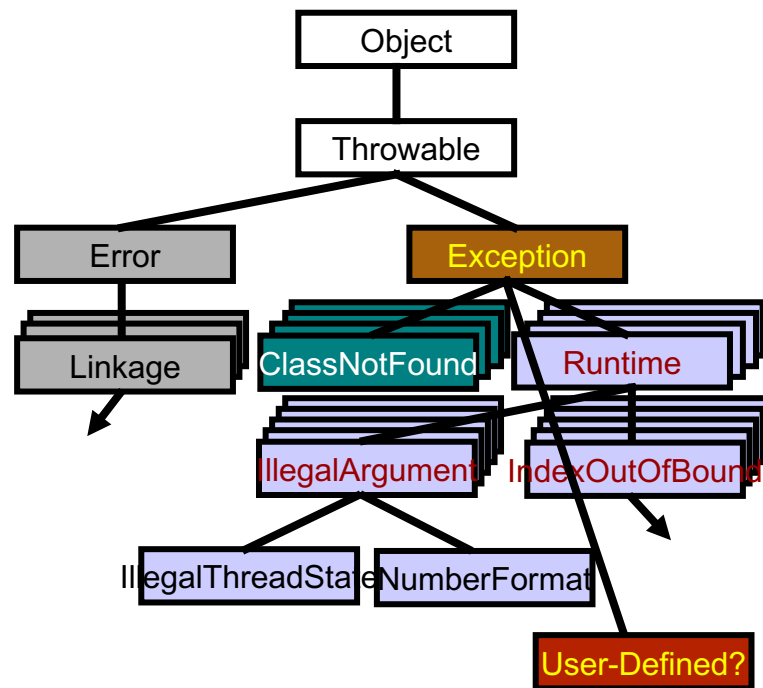 Object
Throwable
Error
Exception
Linkage
ClassNotFound
Runtime
IllegalArgument
IndexOutOfBound
IllegalThreadState
NumberFormat
User-Defined?